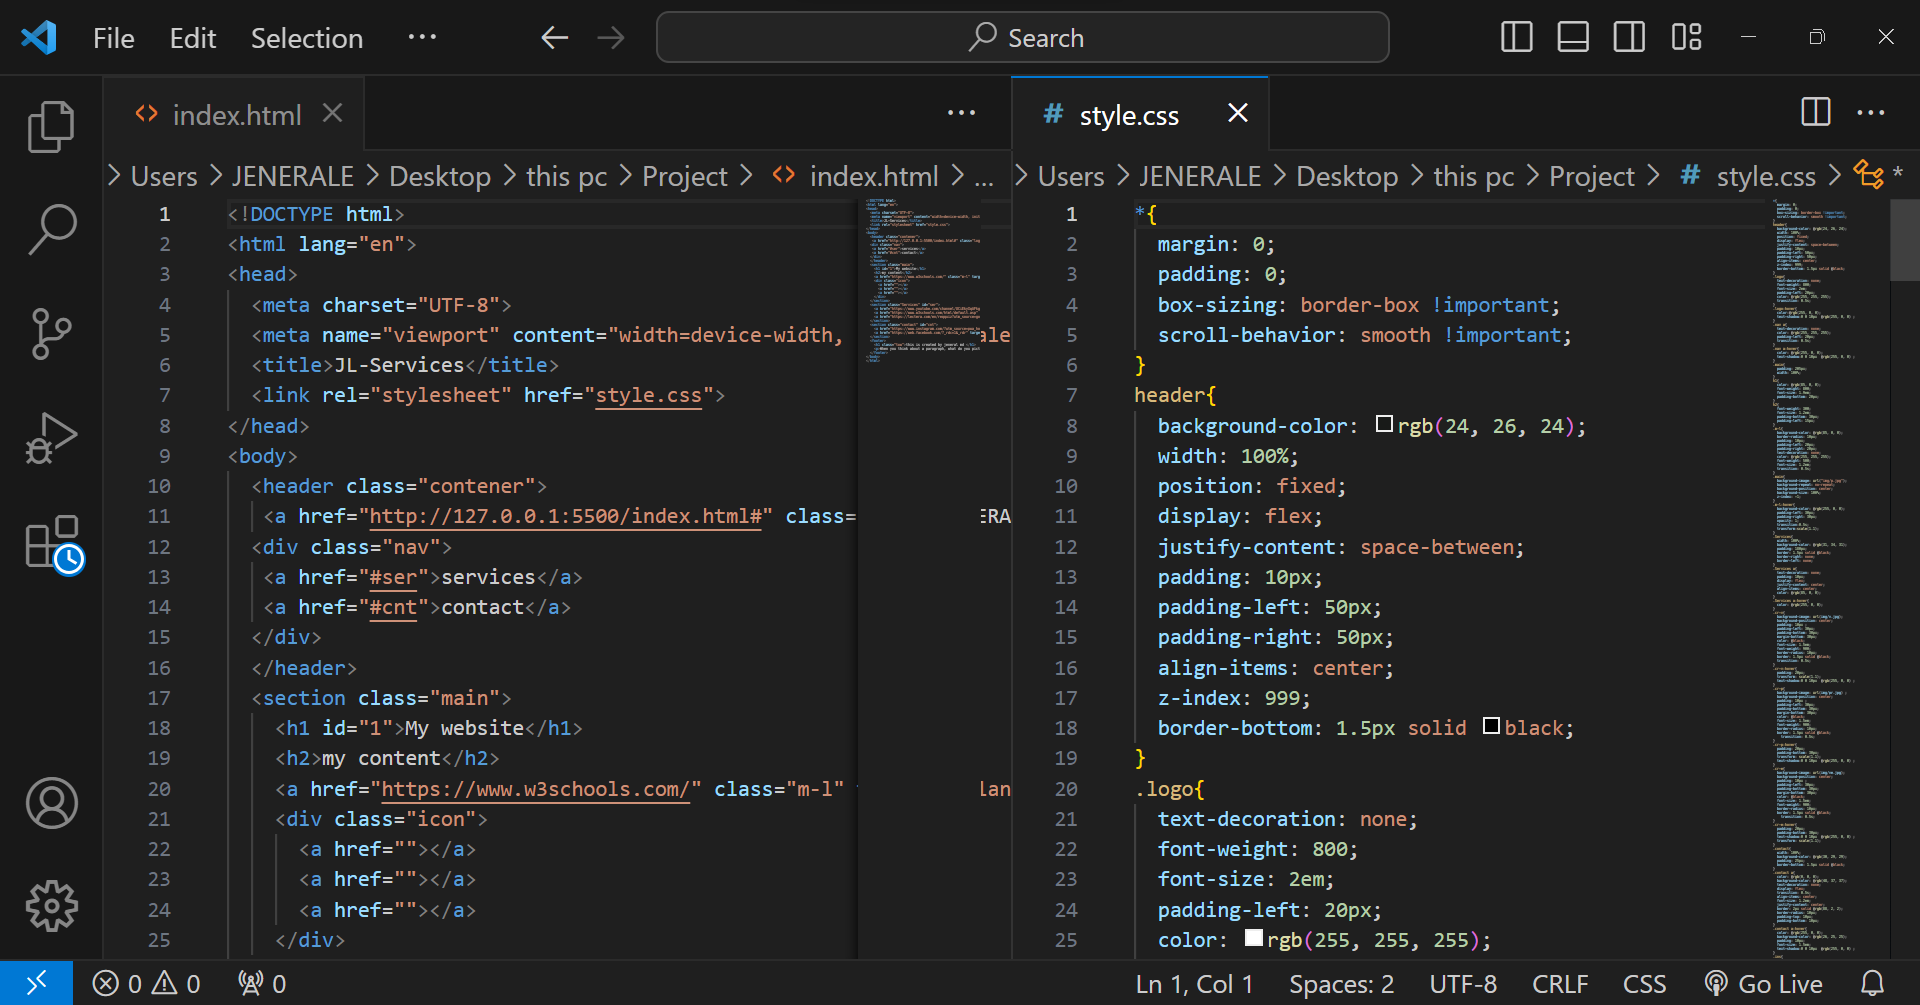 File Edit Selection ··· Search
index.html ··· # style.css ···
> Users > JENERALE > Desktop > this pc > Project > <> index.html > ...
> Users > JENERALE > Desktop > this pc > Project > # style.css > *
1 <!DOCTYPE html>
2 <html lang="en">
3 <head>
4 <meta charset="UTF-8">
5 <meta name="viewport" content="width=device-width, ale
6 <title>JL-Services</title>
7 <link rel="stylesheet" href="style.css">
8 </head>
9 <body>
10 <header class="contener">
11 <a href="http://127.0.0.1:5500/index.html#" class= ERA
12 <div class="nav">
13 <a href="#ser">services</a>
14 <a href="#cnt">contact</a>
15 </div>
16 </header>
17 <section class="main">
18 <h1 id="1">My website</h1>
19 <h2>my content</h2>
20 <a href="https://www.w3schools.com/" class="m-l" lan
21 <div class="icon">
22 <a href=""></a>
23 <a href=""></a>
24 <a href=""></a>
25 </div>
1 *{
2 margin: 0;
3 padding: 0;
4 box-sizing: border-box !important;
5 scroll-behavior: smooth !important;
6 }
7 header{
8 background-color: rgb(24, 26, 24);
9 width: 100%;
10 position: fixed;
11 display: flex;
12 justify-content: space-between;
13 padding: 10px;
14 padding-left: 50px;
15 padding-right: 50px;
16 align-items: center;
17 z-index: 999;
18 border-bottom: 1.5px solid black;
19 }
20 .logo{
21 text-decoration: none;
22 font-weight: 800;
23 font-size: 2em;
24 padding-left: 20px;
25 color: rgb(255, 255, 255);
0 0 0 Ln 1, Col 1 Spaces: 2 UTF-8 CRLF CSS Go Live